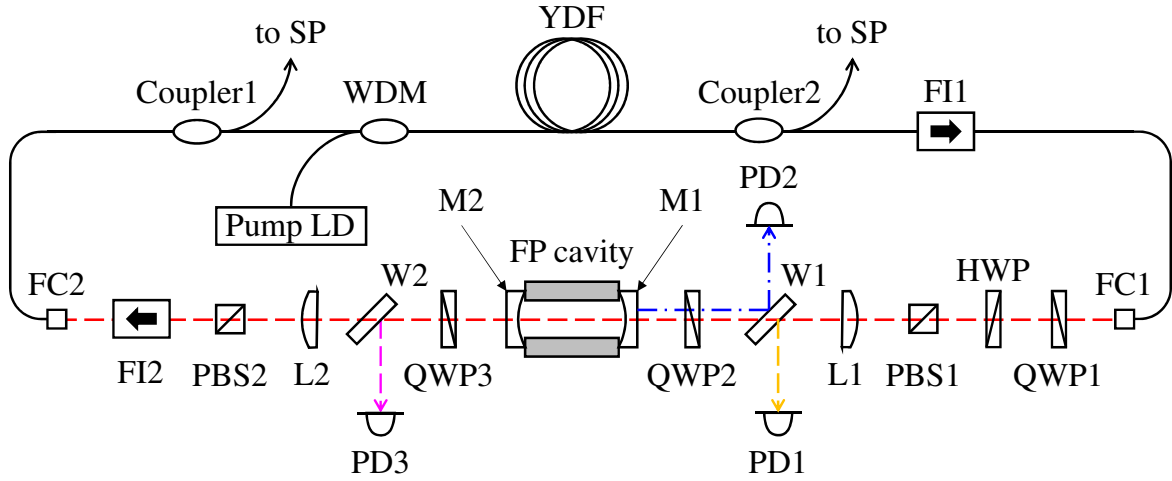 YDF
to SP
to SP
Coupler1
WDM
Coupler2
FI1
PD2
M2
M1
Pump LD
FP cavity
W2
W1
HWP
FC2
FC1
FI2
PBS2
L2
QWP3
QWP2
L1
PBS1
QWP1
PD3
PD1